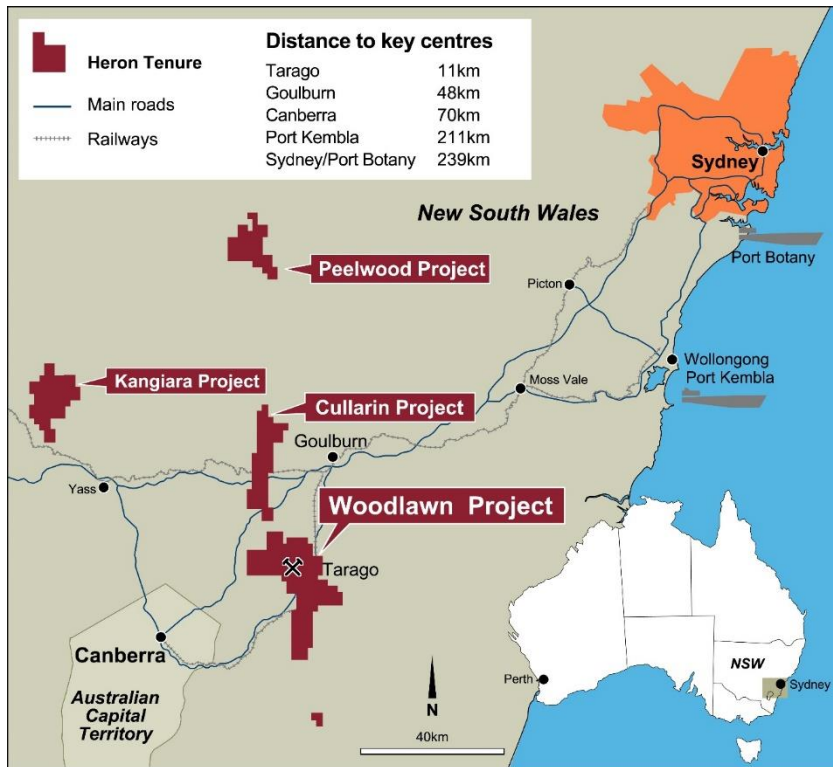 Heron Tenure
Main roads
Railways
Distance to key centres
Tarago 11km
Goulburn 48km
Canberra 70km
Port Kembla 211km
Sydney/Port Botany 239km
Sydney
New South Wales
Port Botany
Peelwood Project
Picton
Wollongong
Port Kembla
Kangiara Project
Moss Vale
Cullarin Project
Goulburn
Yass
Woodlawn Project
Tarago
Canberra
Australian
Capital
Territory
N
40km
NSW
Perth
Sydney